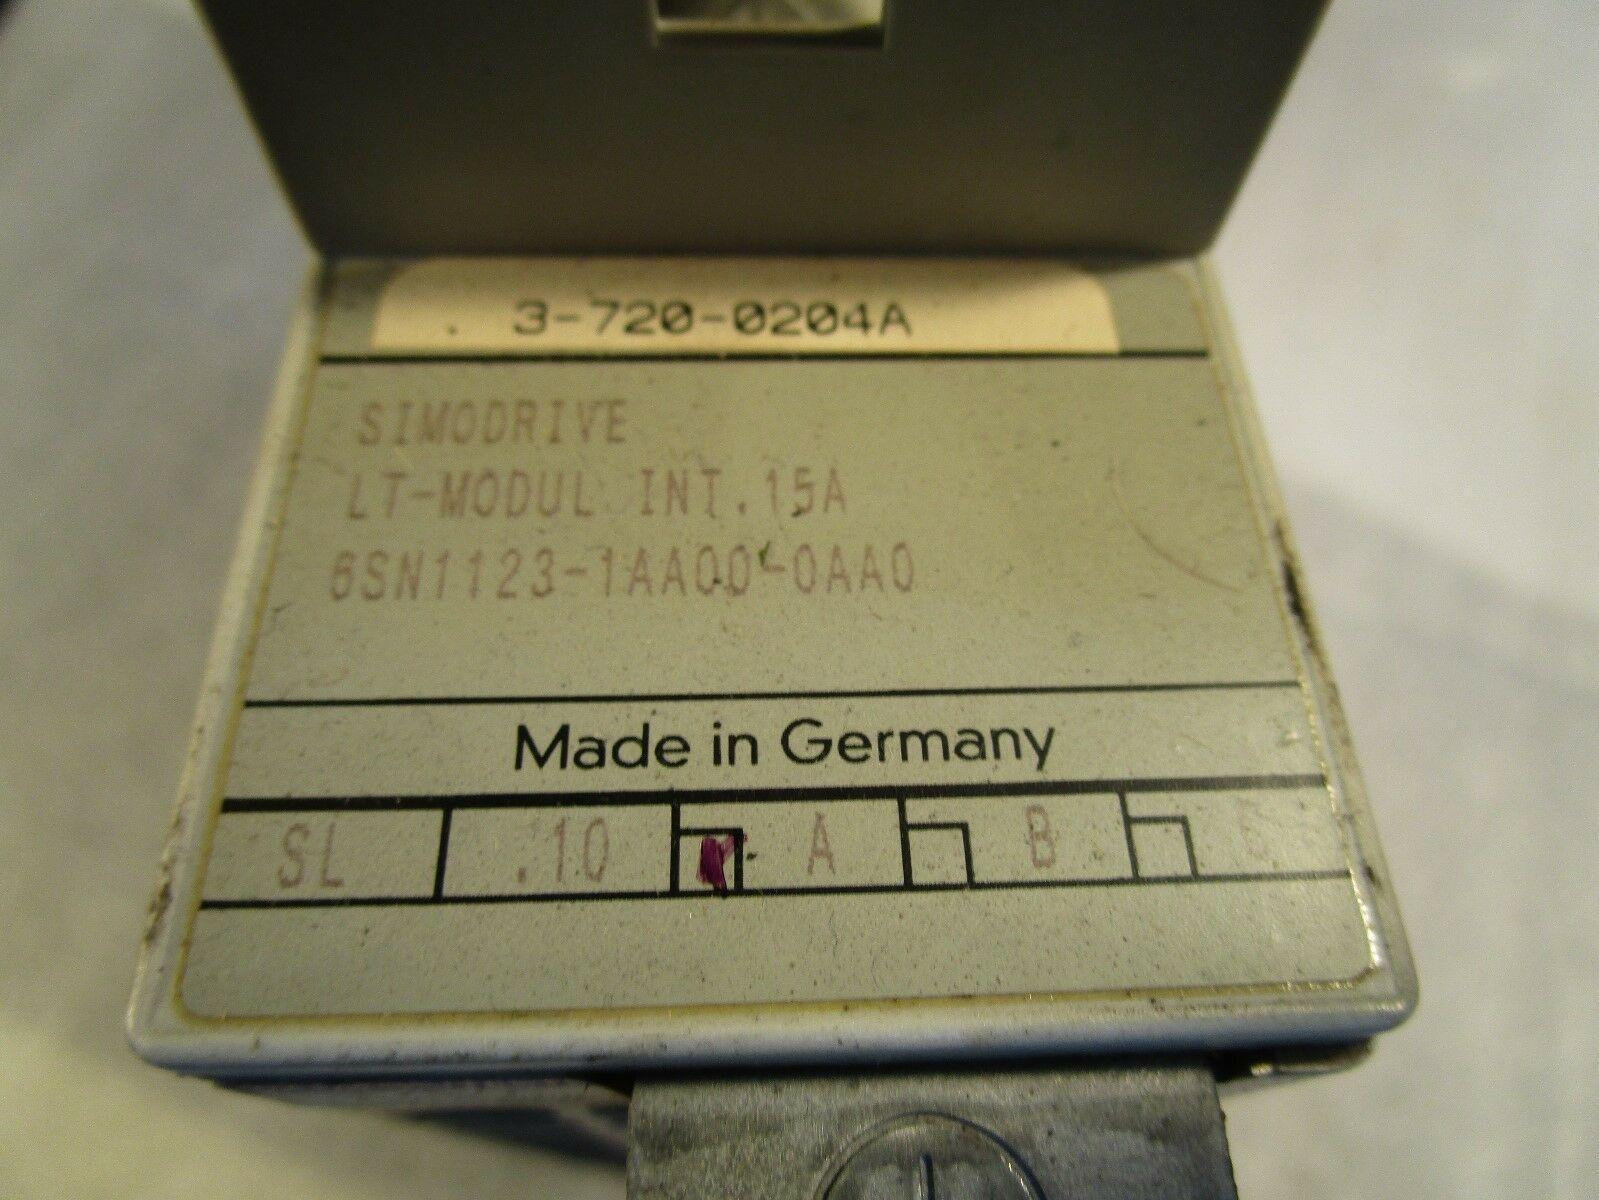 3-720-0204A
SIMODRIVE
LT-MODUL INT.15A
6SN1123-1AA00-0AA0
Made in Germany
SL .10 A B